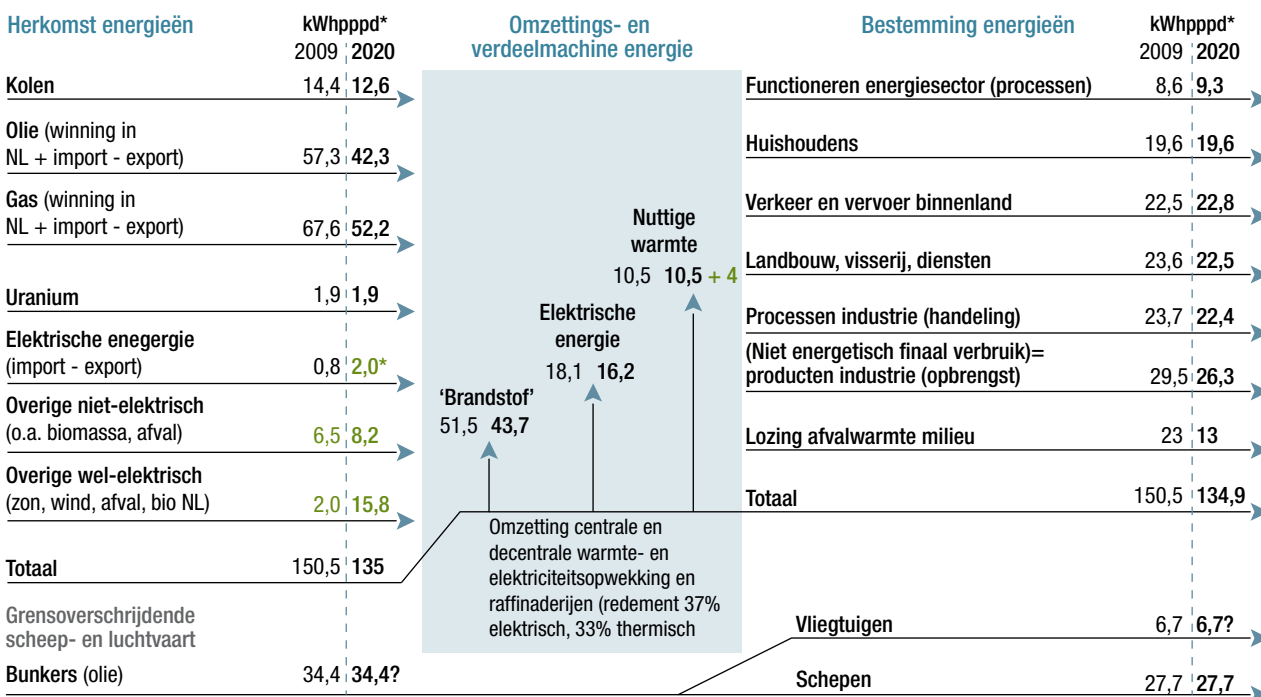 Herkomst energieën kWhpppd*
2009 2020
Kolen 14,4 12,6
Olie (winning in
NL + import - export) 57,3 42,3
Gas (winning in
NL + import - export) 67,6 52,2
Uranium 1,9 1,9
Elektrische enegergie
(import - export) 0,8 2,0*
Overige niet-elektrisch
(o.a. biomassa, afval) 6,5 8,2
Overige wel-elektrisch
(zon, wind, afval, bio NL) 2,0 15,8
Totaal 150,5 135
Grensoverschrijdende
scheep- en luchtvaart
Bunkers (olie) 34,4 34,4?
Omzettings- en
verdeelmachine energie
Nuttige
warmte
10,5 10,5 + 4
Elektrische
energie
18,1 16,2
‘Brandstof’
51,5 43,7
Omzetting centrale en
decentrale warmte- en
elektriciteitsopwekking en
raffinaderijen (redement 37%
elektrisch, 33% thermisch
Bestemming energieën kWhpppd*
2009 2020
Functioneren energiesector (processen) 8,6 9,3
Huishoudens 19,6 19,6
Verkeer en vervoer binnenland 22,5 22,8
Landbouw, visserij, diensten 23,6 22,5
Processen industrie (handeling) 23,7 22,4
(Niet energetisch finaal verbruik)=
producten industrie (opbrengst) 29,5 26,3
Lozing afvalwarmte milieu 23 13
Totaal 150,5 134,9
Vliegtuigen 6,7 6,7?
Schepen 27,7 27,7